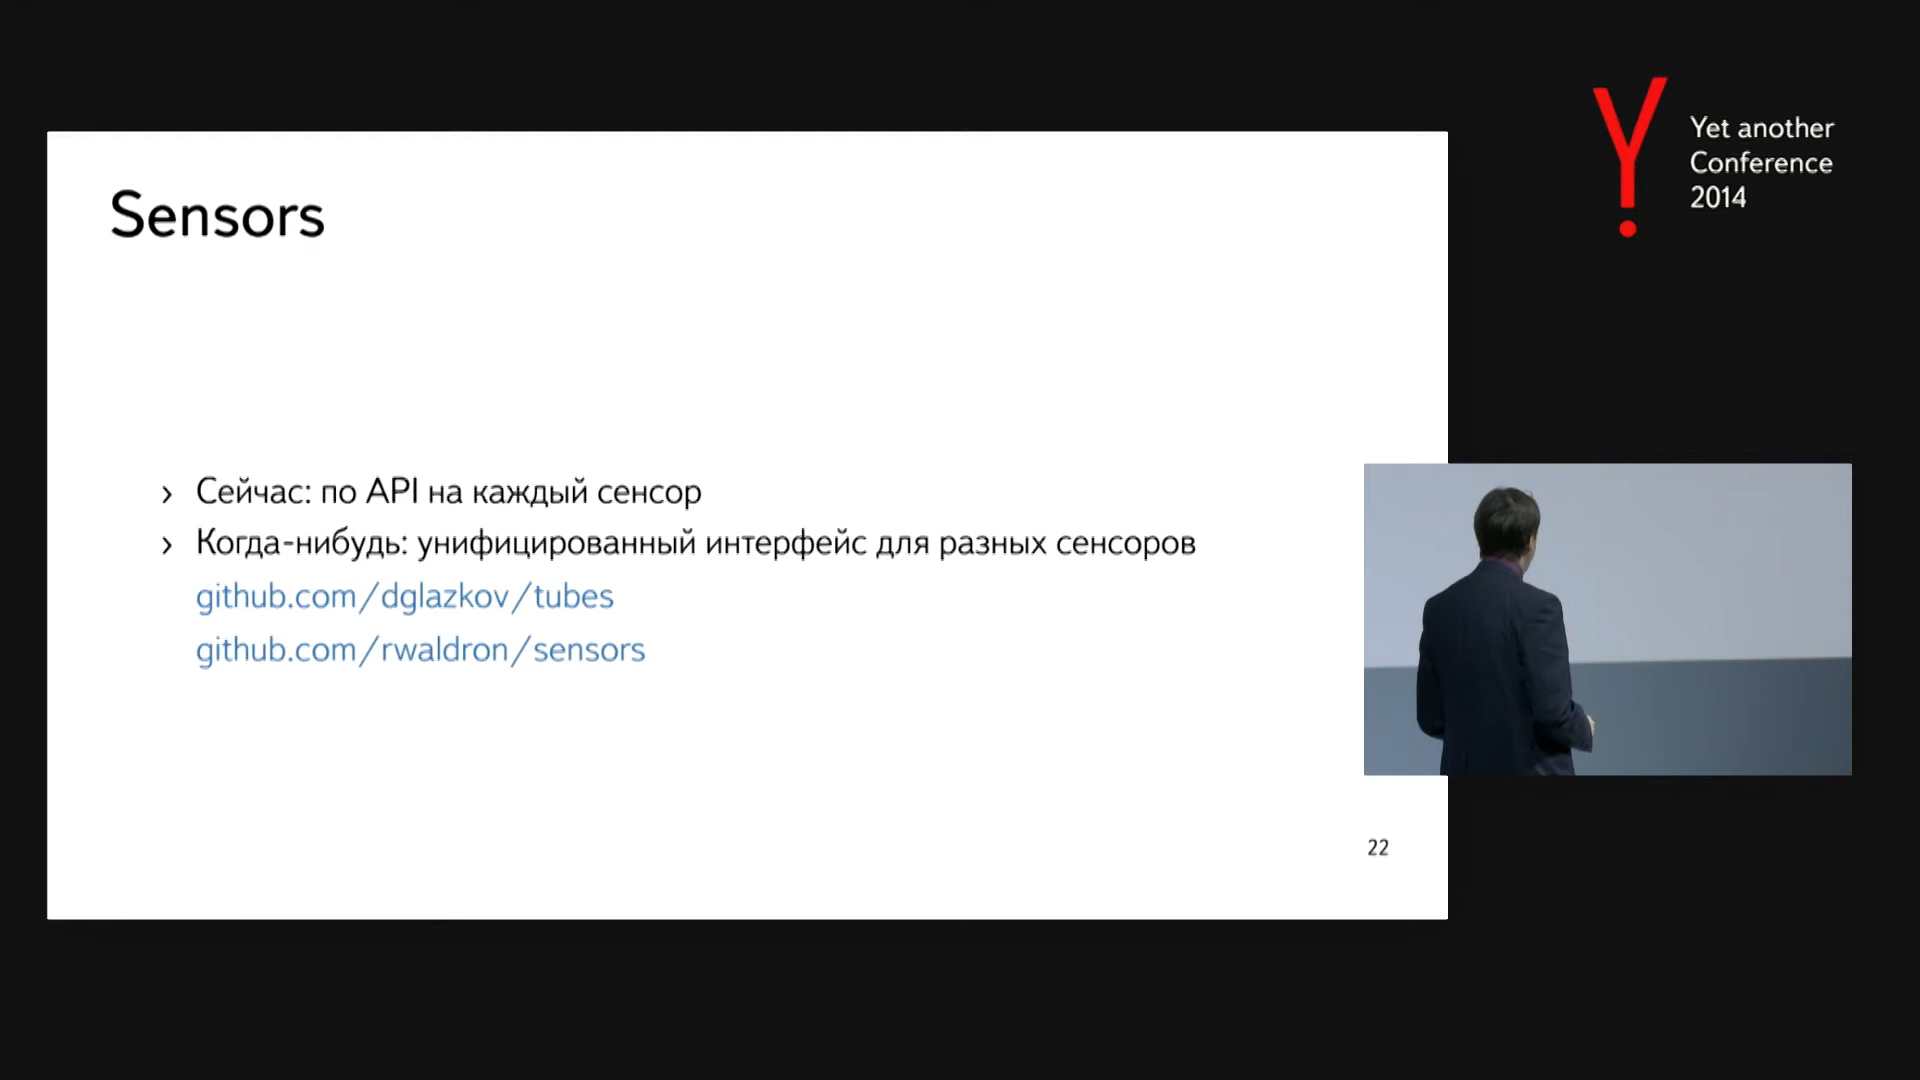 Sensors
› Сейчас: по API на каждый сенсор
› Когда-нибудь: унифицированный интерфейс для разных сенсоров
github.com/dglazkov/tubes
github.com/rwaldron/sensors
22
Yet another
Conference
2014